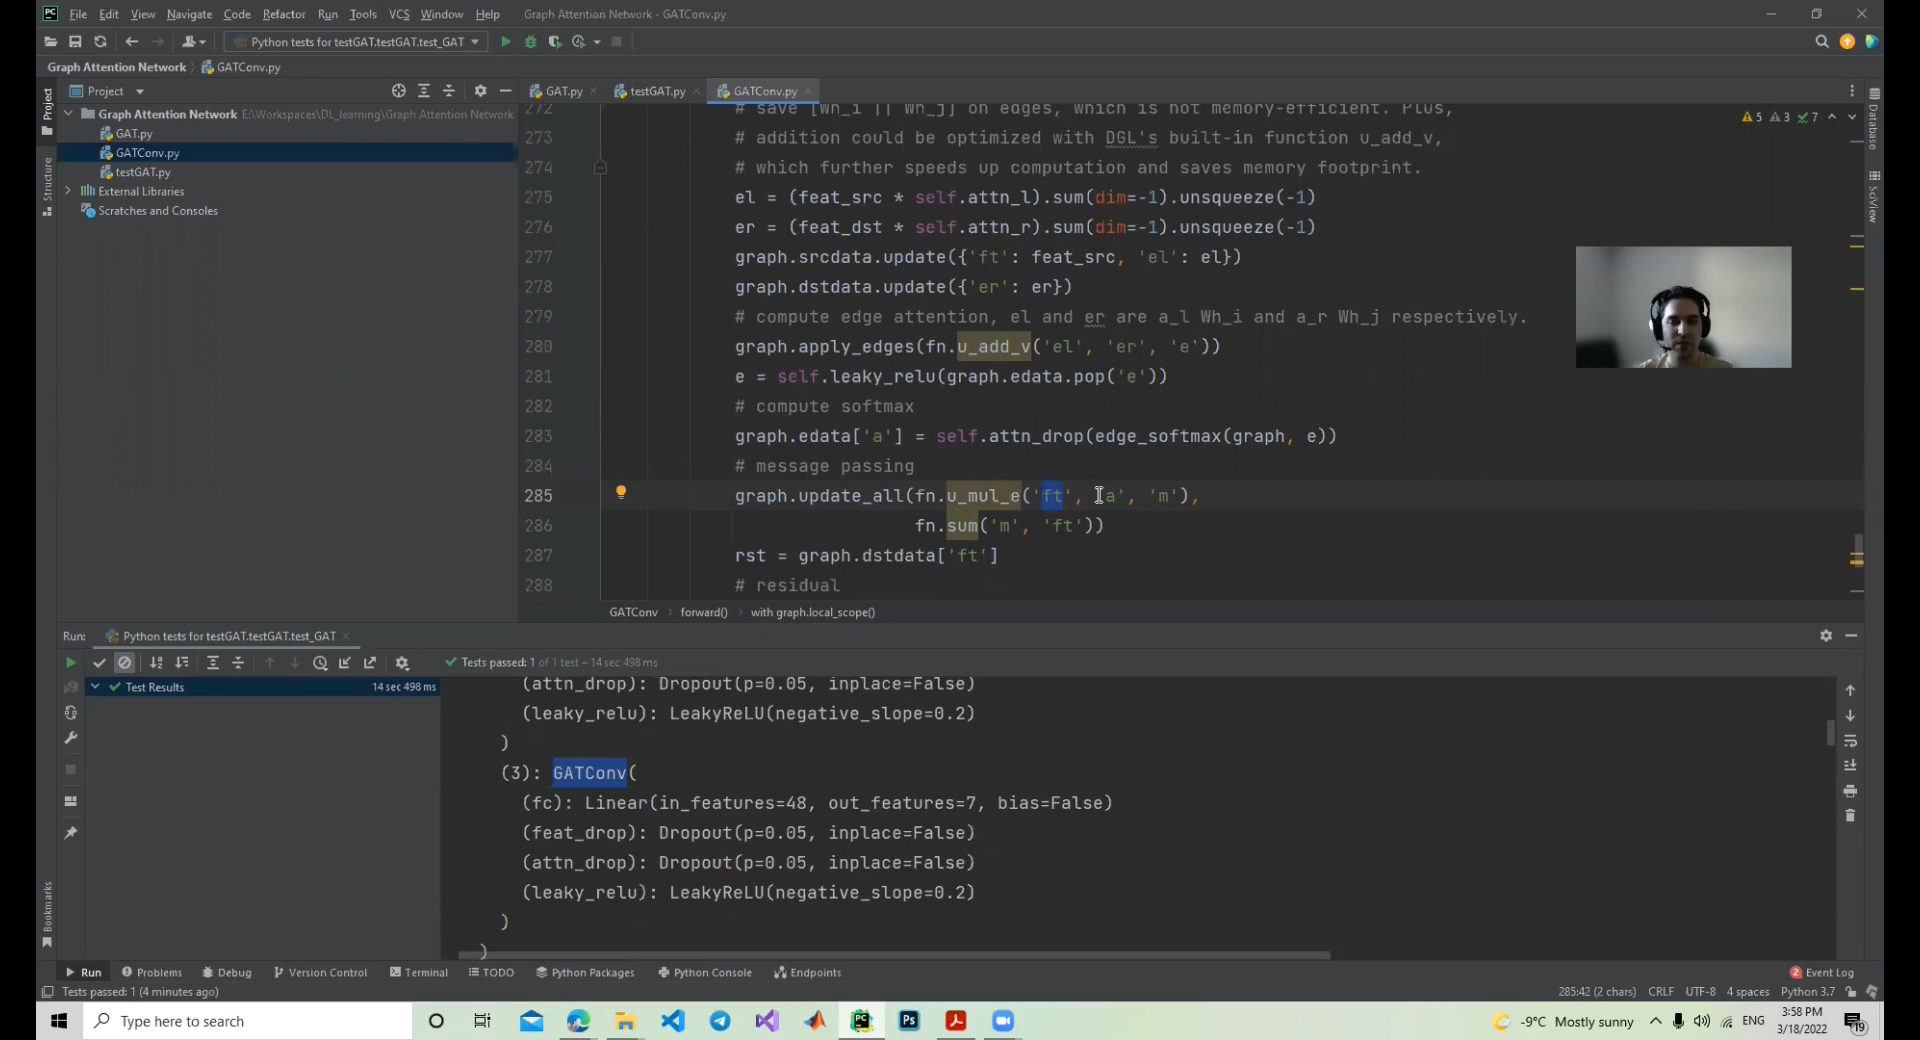 File Edit View Navigate Code Refactor Run Tools VCS Window Help Graph Attention Network - GATConv.py
Python tests for testGAT.testGAT.test_GAT
Graph Attention Network GATConv.py
Project
GAT.py testGAT.py GATConv.py
Project
Structure
Bookmarks
Database
SciView
Graph Attention Network E:\Workspaces\DL_learning\Graph Attention Network
GAT.py
GATConv.py
testGAT.py
External Libraries
Scratches and Consoles
5 3 7
272 # save [Wh_i || Wh_j] on edges, which is not memory-efficient. Plus,
273 # addition could be optimized with DGL's built-in function u_add_v,
274 # which further speeds up computation and saves memory footprint.
275 el = (feat_src * self.attn_l).sum(dim=-1).unsqueeze(-1)
276 er = (feat_dst * self.attn_r).sum(dim=-1).unsqueeze(-1)
277 graph.srcdata.update({'ft': feat_src, 'el': el})
278 graph.dstdata.update({'er': er})
279 # compute edge attention, el and er are a_l Wh_i and a_r Wh_j respectively.
280 graph.apply_edges(fn.u_add_v('el', 'er', 'e'))
281 e = self.leaky_relu(graph.edata.pop('e'))
282 # compute softmax
283 graph.edata['a'] = self.attn_drop(edge_softmax(graph, e))
284 # message passing
285 graph.update_all(fn.u_mul_e('ft', 'a', 'm'),
286 fn.sum('m', 'ft'))
287 rst = graph.dstdata['ft']
288 # residual
GATConv forward() with graph.local_scope()
Run: Python tests for testGAT.testGAT.test_GAT
Tests passed: 1 of 1 test – 14 sec 498 ms
Test Results 14 sec 498 ms
(attn_drop): Dropout(p=0.05, inplace=False)
(leaky_relu): LeakyReLU(negative_slope=0.2)
)
(3): GATConv(
(fc): Linear(in_features=48, out_features=7, bias=False)
(feat_drop): Dropout(p=0.05, inplace=False)
(attn_drop): Dropout(p=0.05, inplace=False)
(leaky_relu): LeakyReLU(negative_slope=0.2)
)
)
Run Problems Debug Version Control Terminal TODO Python Packages Python Console Endpoints 2 Event Log
Tests passed: 1 (4 minutes ago) 285:42 (2 chars) CRLF UTF-8 4 spaces Python 3.7
Type here to search
-9°C Mostly sunny ENG
3:58 PM
3/18/2022
19